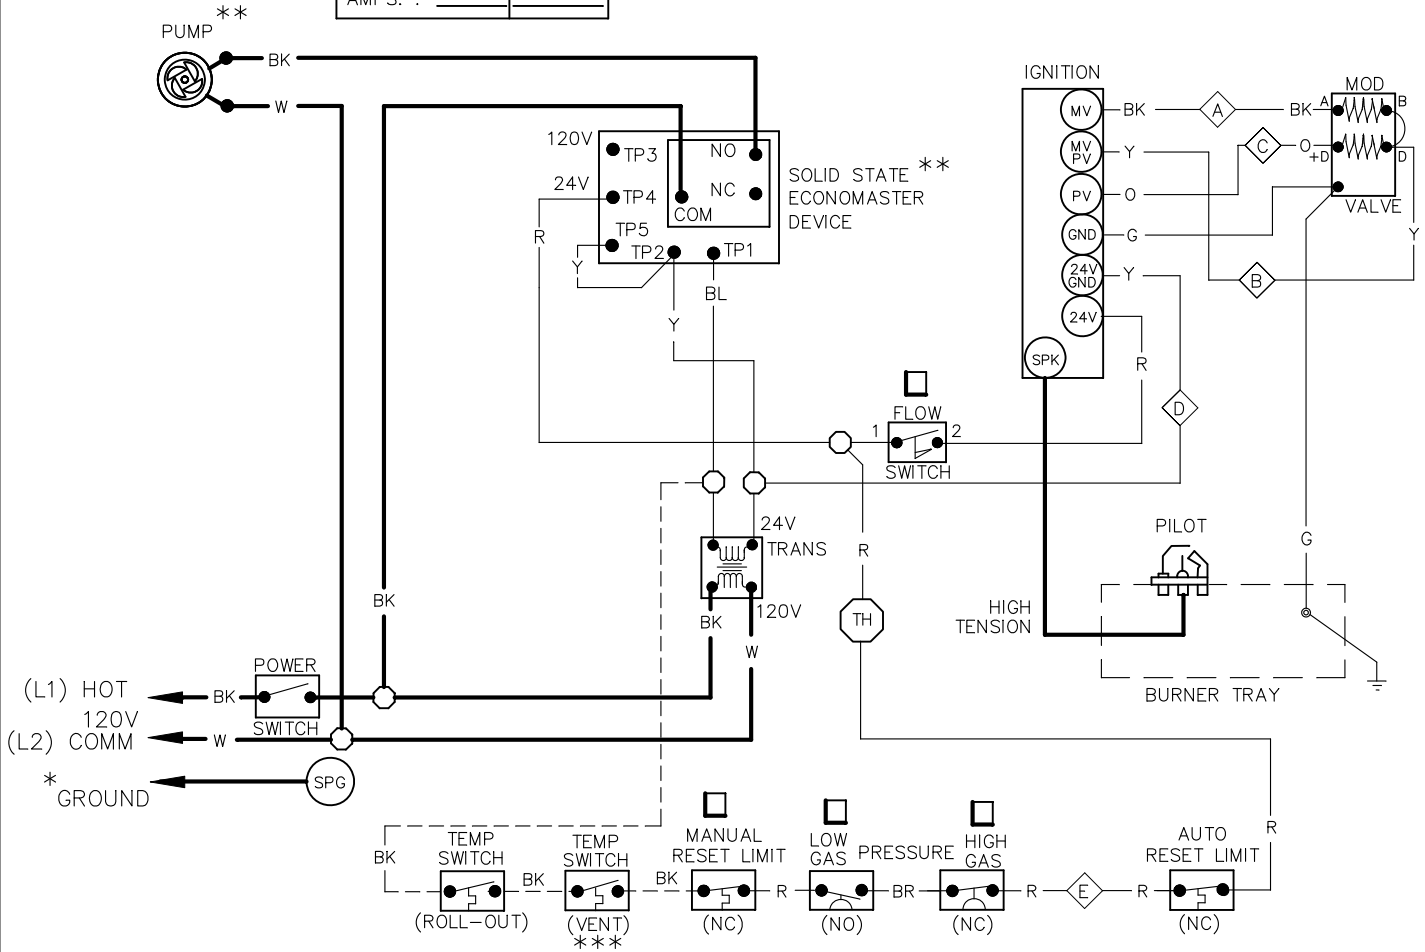 AMPS. :
**
PUMP
BK
W
120V
TP3
24V
TP4
TP5
TP2
TP1
NO
NC
COM
SOLID STATE **
ECONOMASTER
DEVICE
R
Y
BL
Y
IGNITION
MV
BK
A
BK
MV
PV
Y
C
O
PV
O
GND
G
24V
GND
Y
B
24V
SPK
R
D
MOD
A
B
+D
D
VALVE
Y
FLOW
1
2
SWITCH
24V
TRANS
120V
BK
W
R
TH
PILOT
G
HIGH
TENSION
BURNER TRAY
BK
POWER
(L1) HOT
BK
SWITCH
120V
(L2) COMM
W
*
GROUND
SPG
BK
TEMP
SWITCH
(ROLL-OUT)
BK
TEMP
SWITCH
(VENT)
***
BK
MANUAL
RESET LIMIT
(NC)
R
LOW
GAS
PRESSURE
(NO)
BR
HIGH
GAS
(NC)
R
E
R
AUTO
RESET LIMIT
(NC)
R